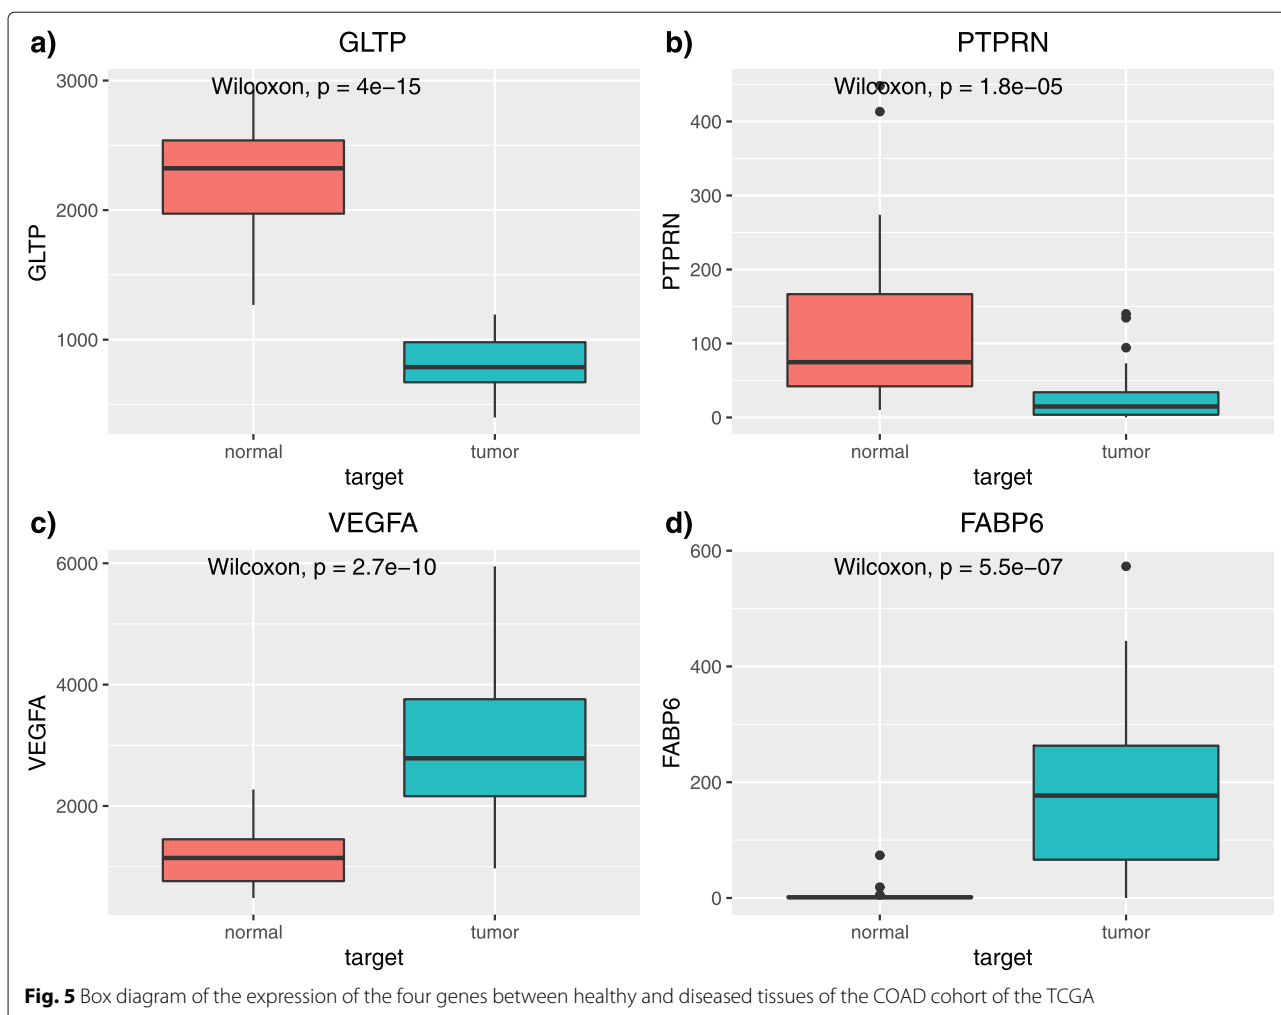 a)
GLTP
Wilcoxon, p = 4e−15
3000
2000
1000
GLTP
normal
tumor
target
b)
PTPRN
Wilcoxon, p = 1.8e−05
400
300
200
100
0
PTPRN
normal
tumor
target
c)
VEGFA
Wilcoxon, p = 2.7e−10
6000
4000
2000
VEGFA
normal
tumor
target
d)
FABP6
Wilcoxon, p = 5.5e−07
600
400
200
0
FABP6
normal
tumor
target
Fig. 5 Box diagram of the expression of the four genes between healthy and diseased tissues of the COAD cohort of the TCGA